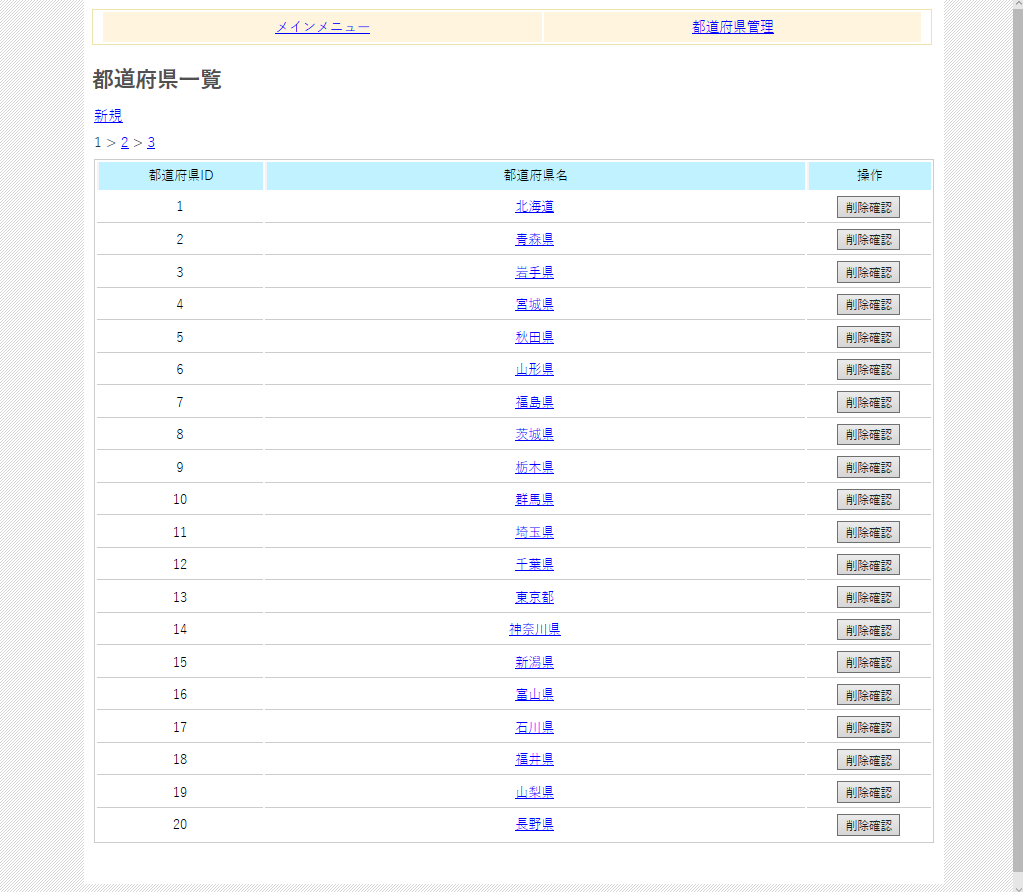 メインメニュー 都道府県管理
都道府県一覧
新規
1 > 2 > 3
都道府県ID 都道府県名 操作
1 北海道 削除確認
2 青森県 削除確認
3 岩手県 削除確認
4 宮城県 削除確認
5 秋田県 削除確認
6 山形県 削除確認
7 福島県 削除確認
8 茨城県 削除確認
9 栃木県 削除確認
10 群馬県 削除確認
11 埼玉県 削除確認
12 千葉県 削除確認
13 東京都 削除確認
14 神奈川県 削除確認
15 新潟県 削除確認
16 富山県 削除確認
17 石川県 削除確認
18 福井県 削除確認
19 山梨県 削除確認
20 長野県 削除確認